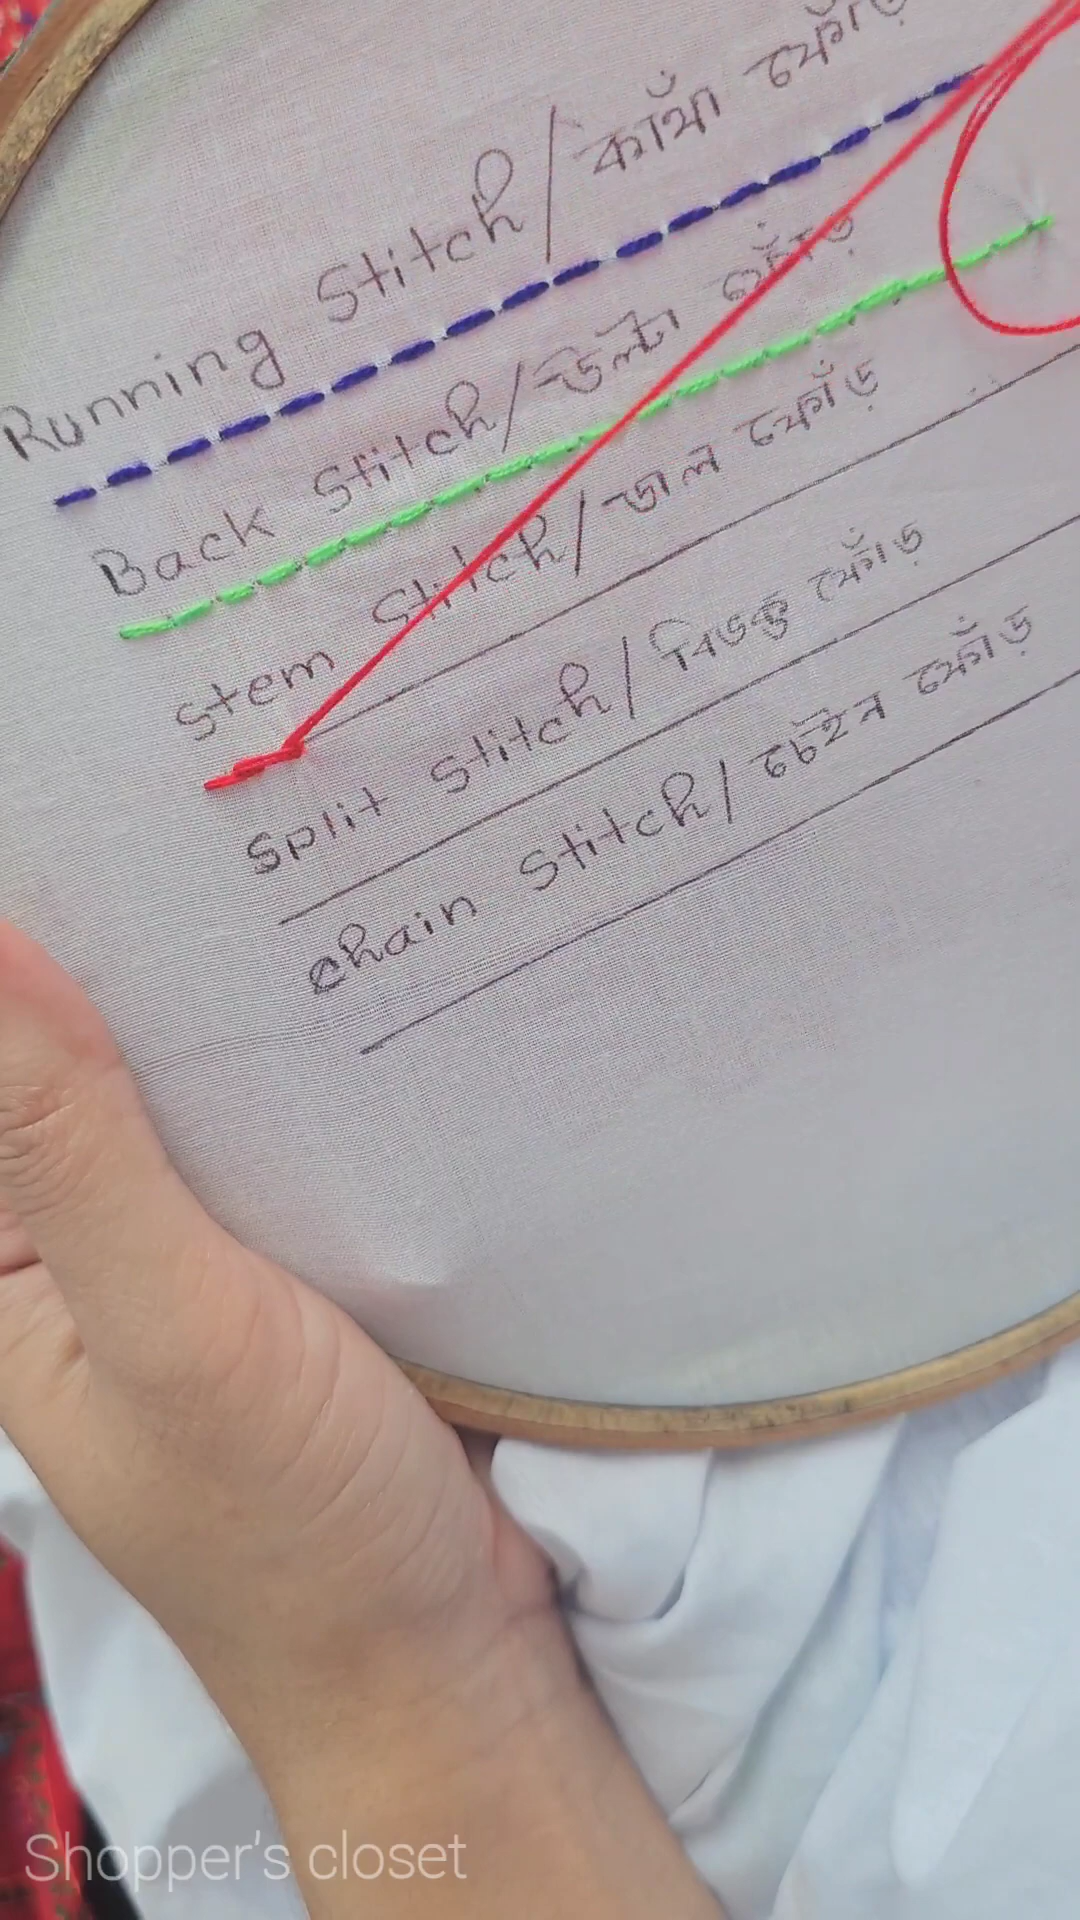 Running Stitch/কাঁথা ফোঁড়
Back Stitch/উল্টা ফোঁড়
Stem Stitch/ডাল ফোঁড়
Split Stitch/বিভক্ত ফোঁড়
Chain Stitch/চেইন ফোঁড়
Shopper's closet